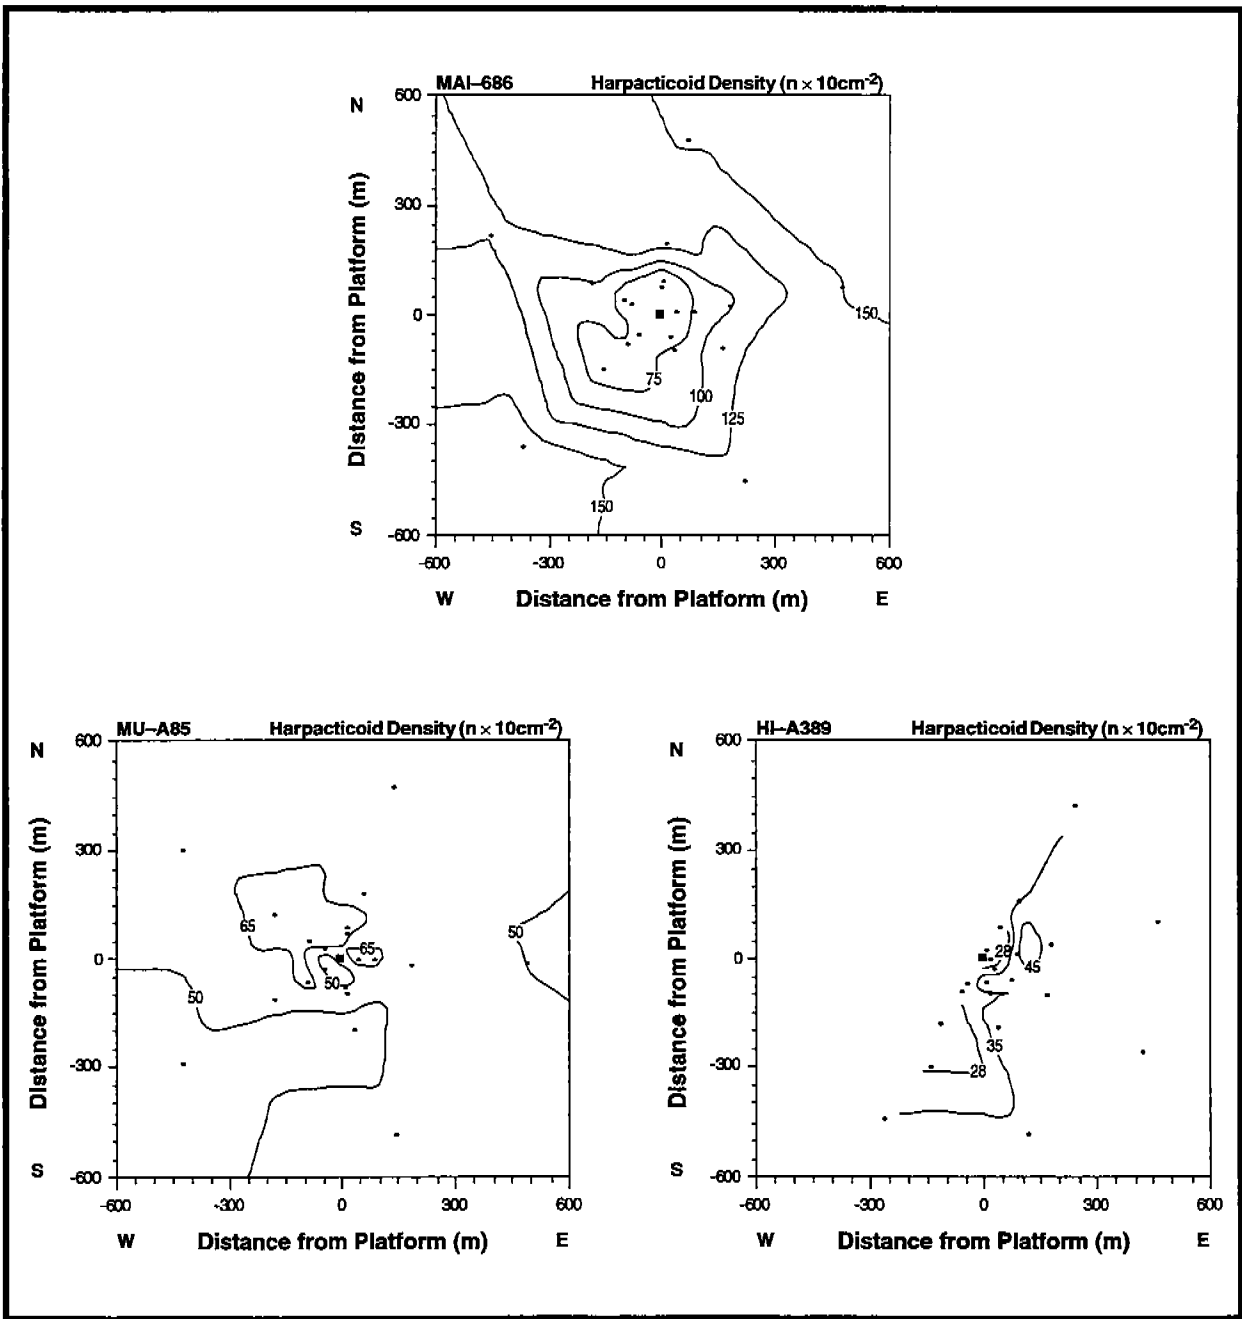 MAI–686 Harpacticoid Density (n × 10cm-2)
N
600
300
0
-300
-600
S
Distance from Platform (m)
150
75
100
125
150
-600 -300 0 300 600
W Distance from Platform (m) E
MU–A85 Harpacticoid Density (n × 10cm-2)
N
600
300
0
-300
-600
S
Distance from Platform (m)
65
65
50
50
50
-600 -300 0 300 600
W Distance from Platform (m) E
HI–A389 Harpacticoid Density (n × 10cm-2)
N
600
300
0
-300
-600
S
Distance from Platform (m)
28
45
35
28
-600 -300 0 300 600
W Distance from Platform (m) E